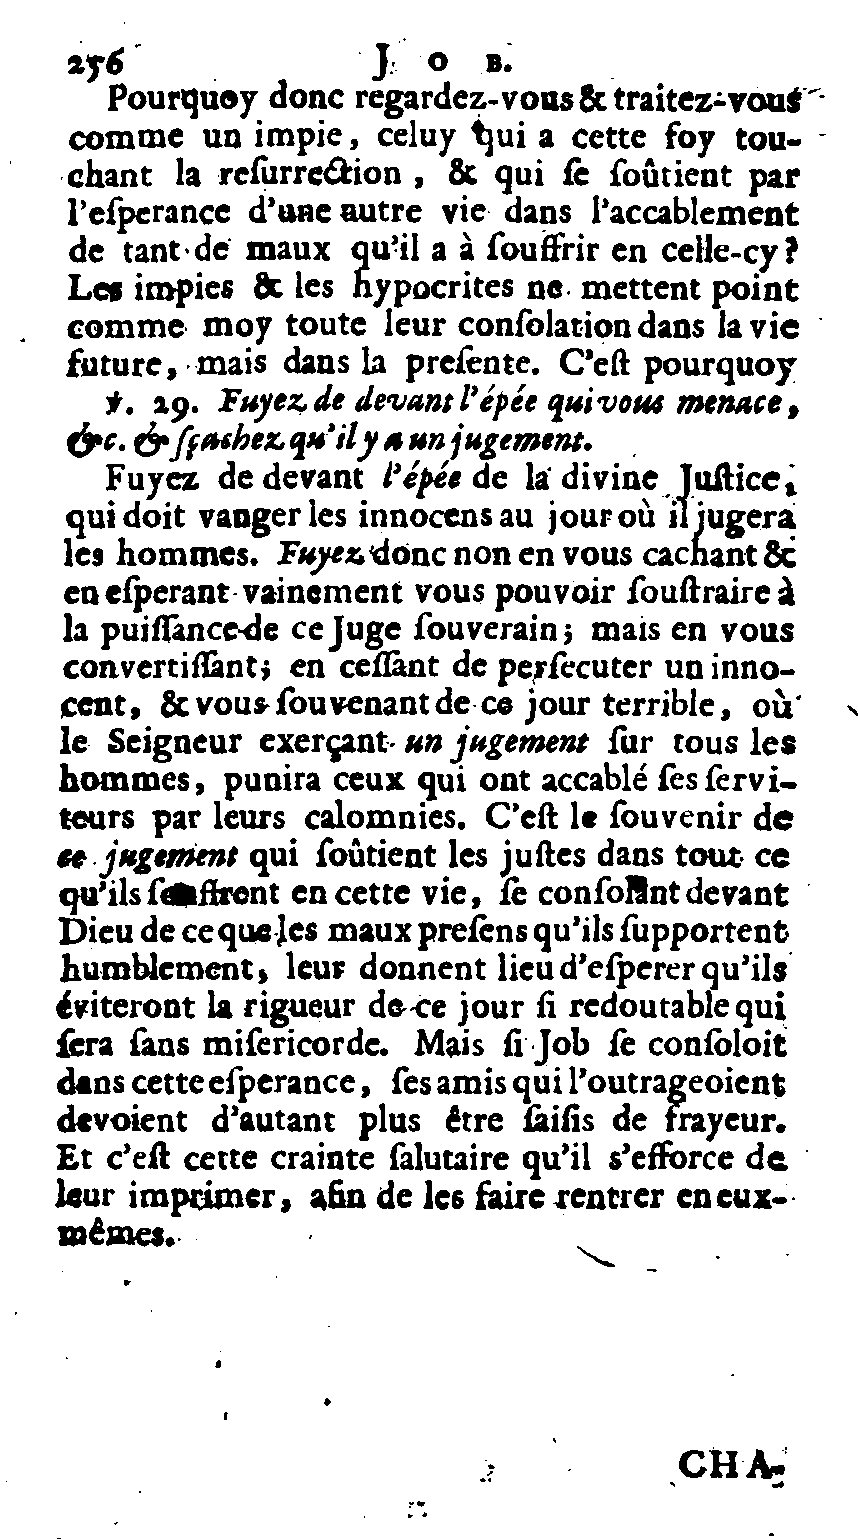 256 J O B.
Pourquoy donc regardez-vous & traitez-vous
comme un impie, celuy qui a cette foy tou-
chant la reſurrection, & qui ſe ſoûtient par
l'eſperance d'une autre vie dans l'accablement
de tant de maux qu'il a à ſouffrir en celle-cy?
Les impies & les hypocrites ne mettent point
comme moy toute leur conſolation dans la vie
future, mais dans la preſente. C'eſt pourquoy
℣. 29. Fuyez de devant l'épée qui vous menace,
&c. & ſçachez qu'il y a un jugement.
Fuyez de devant l'épée de la divine Juſtice,
qui doit vanger les innocens au jour où il jugera
les hommes. Fuyez donc non en vous cachant &
en eſperant vainement vous pouvoir ſouſtraire à
la puiſſance de ce Juge ſouverain; mais en vous
convertiſſant; en ceſſant de perſecuter un inno-
cent, & vous ſouvenant de ce jour terrible, où
le Seigneur exerçant un jugement ſur tous les
hommes, punira ceux qui ont accablé ſes ſervi-
teurs par leurs calomnies. C'eſt le ſouvenir de
ce jugement qui ſoûtient les juſtes dans tout ce
qu'ils ſouffrent en cette vie, ſe conſolant devant
Dieu de ce que les maux preſens qu'ils ſupportent
humblement, leur donnent lieu d'eſperer qu'ils
éviteront la rigueur de ce jour ſi redoutable qui
ſera ſans miſericorde. Mais ſi Job ſe conſoloit
dans cette eſperance, ſes amis qui l'outrageoient
devoient d'autant plus être ſaiſis de frayeur.
Et c'eſt cette crainte ſalutaire qu'il s'efforce de
leur imprimer, afin de les faire rentrer en eux-
mêmes.
CHA-